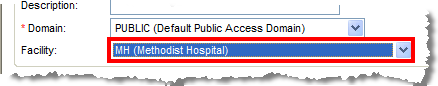 Description:
* Domain: PUBLIC (Default Public Access Domain)
Facility: MH (Methodist Hospital)